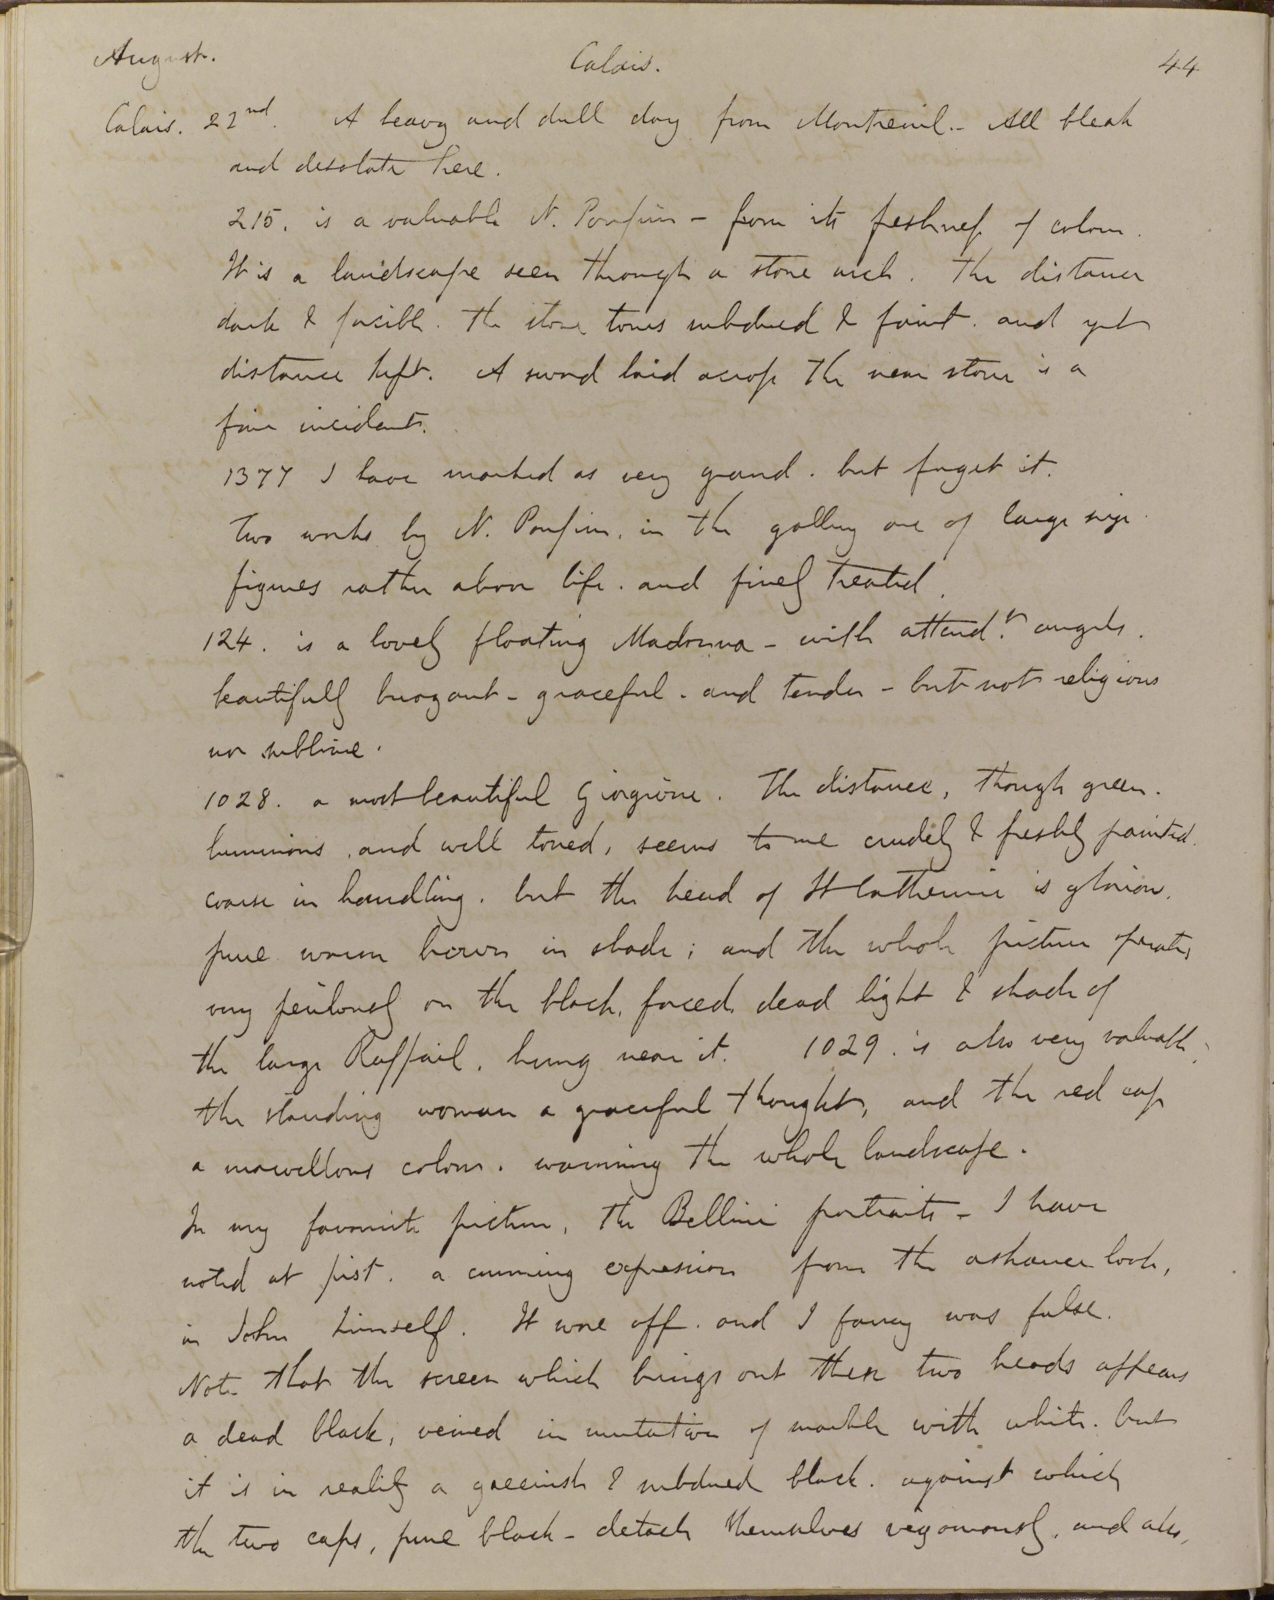 August.
Calais.
44
Calais. 22nd. A heavy and dull day from Montreuil - All bleak
and desolate here.
215. is a valuable N. Poussin - from its freshness of colour.
It is a landscape seen through a stone arch. The distance
dark & forcible. The stone tones subdued & faint. and yet
distance kept. A sword laid across the near stone is a
fine incident.
1377 I have marked as very grand. but forget it.
Two works by N. Poussin, in the gallery are of large size
figures rather above life. and finely treated.
124. is a lovely floating Madonna - with attend.t angels.
beautifully buoyant - graceful - and tender - but not religious
nor sublime.
1028. a most beautiful Giorgione. The distance, though green.
luminous, and well toned, seems to me crudely & freshly painted.
coarse in handling. but the head of St Catherine is glorious.
pure warm brown in shade; and the whole picture operates
very perilously on the black, forced, dead light & shade of
the large Raffail, hung near it. 1029. is also very valuable,
the standing woman a graceful thought, and the red cap
a marvellous colour. warming the whole landscape.
In my favourite picture, the Bellini portraits - I have
noted at first. a cunning expression from the askance look,
in John himself. It wore off. and I fancy was false.
Note that the screen which brings out these two heads appears
a dead black, veined in imitation of marble with white. but
it is in reality a greenish & subdued black. against which
the two caps, pure black - detach themselves vigorously, and also,